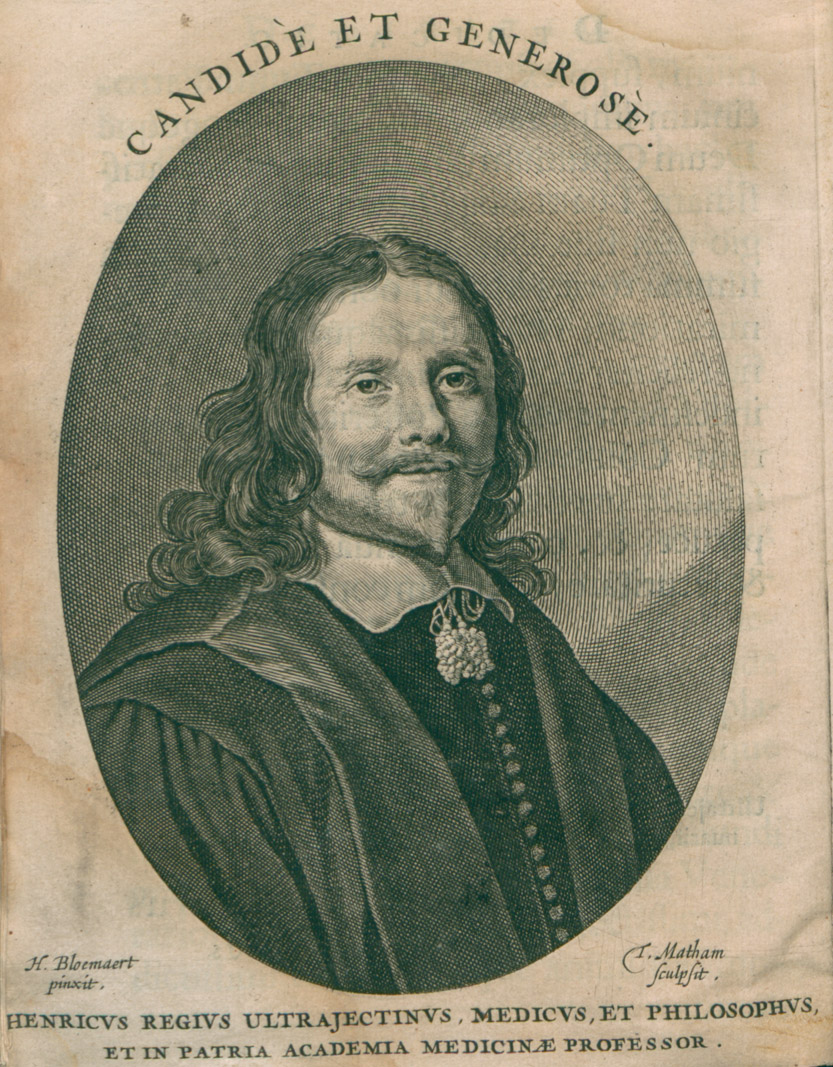 CANDIDÈ ET GENEROSÈ.
H. Bloemaert
pinxit.
T. Matham
sculpsit.
HENRICVS REGIVS ULTRAJECTINVS, MEDICVS, ET PHILOSOPHVS,
ET IN PATRIA ACADEMIA MEDICINÆ PROFESSOR.